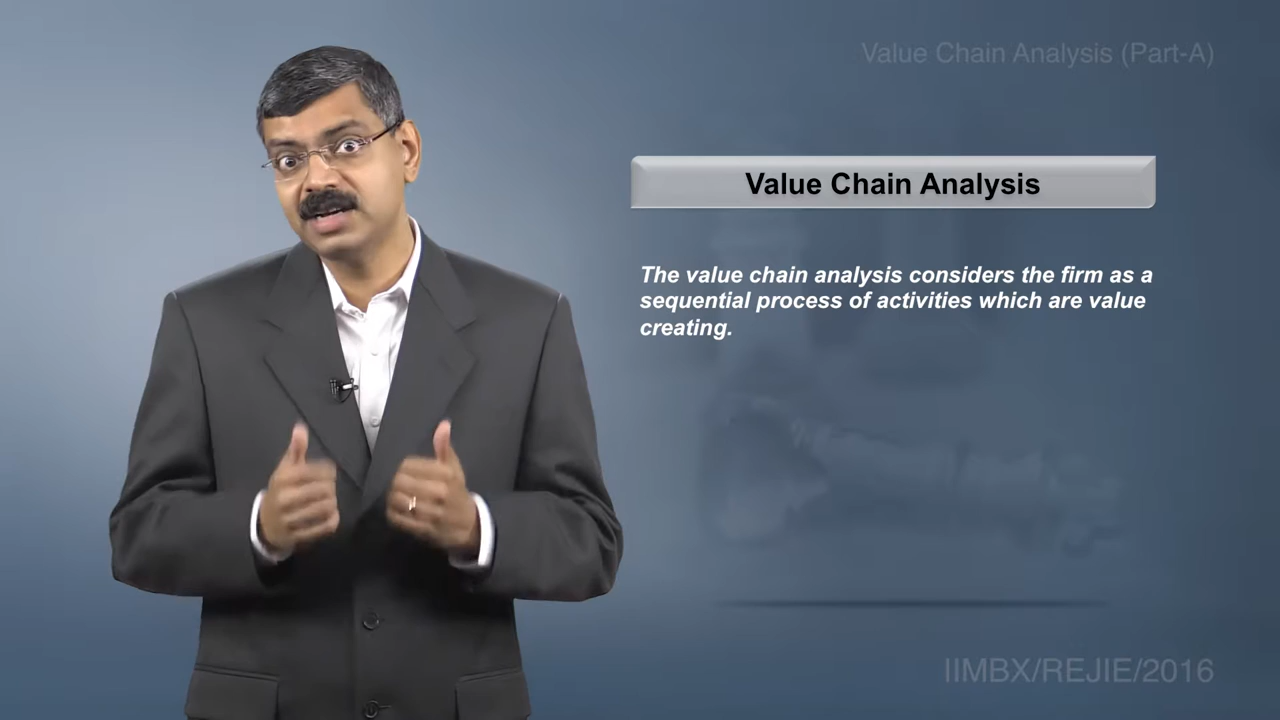 Value Chain Analysis (Part-A)
Value Chain Analysis
The value chain analysis considers the firm as a
sequential process of activities which are value
creating.
IIMBX/REJIE/2016